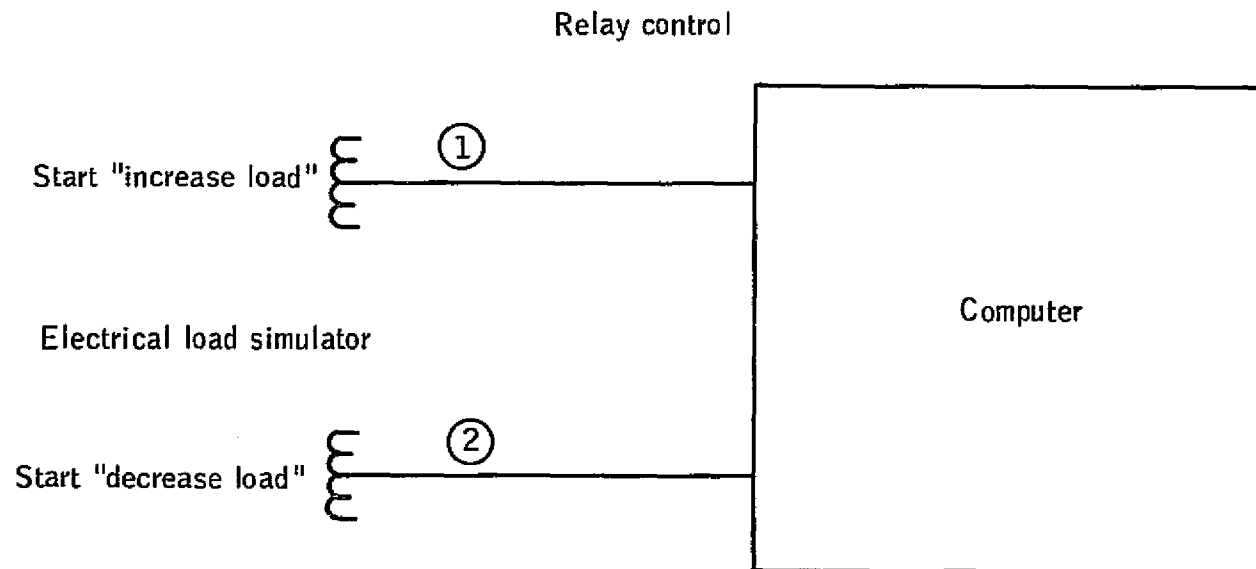 Relay control
1
Start "increase load"
Computer
Electrical load simulator
2
Start "decrease load"